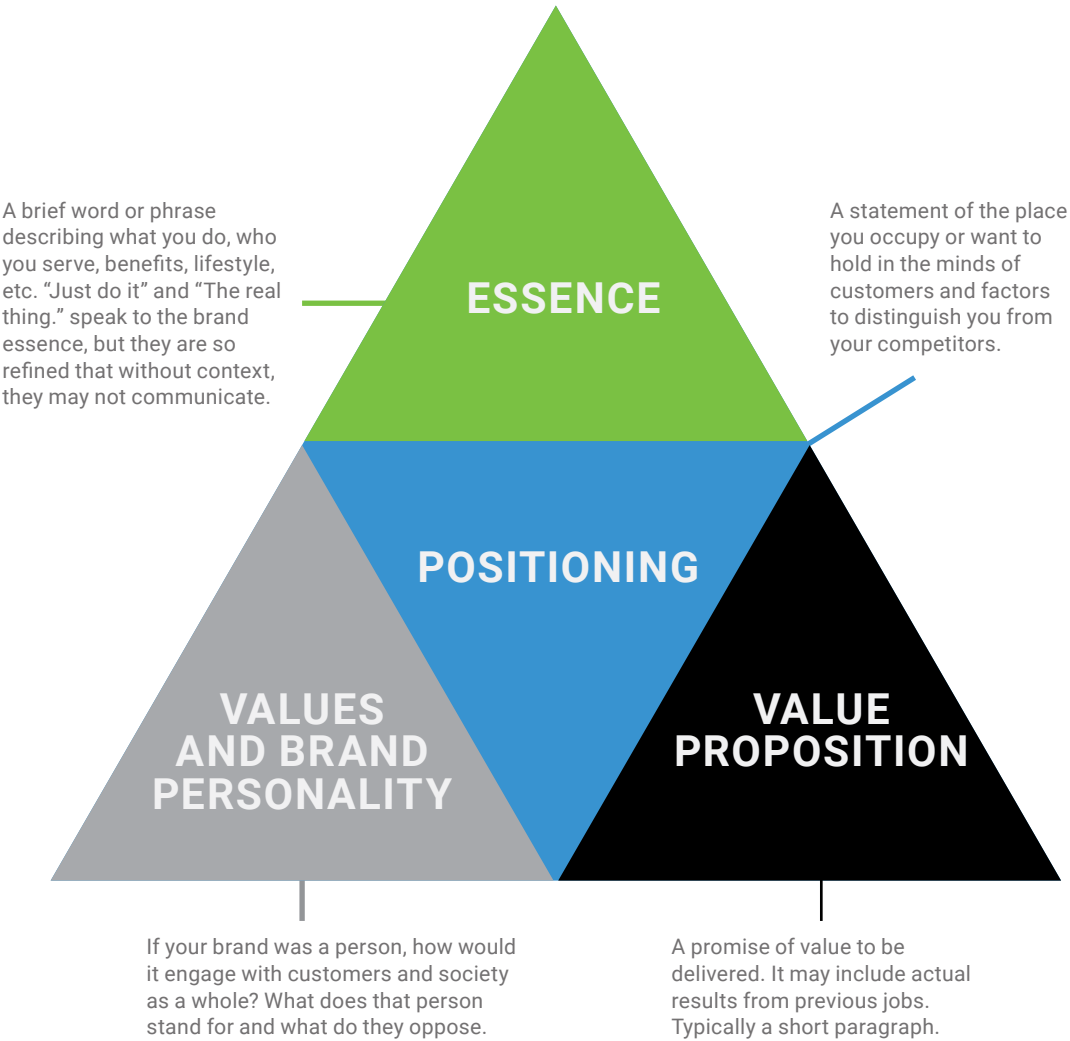 A brief word or phrase
describing what you do, who
you serve, benefits, lifestyle,
etc. “Just do it” and “The real
thing.” speak to the brand
essence, but they are so
refined that without context,
they may not communicate.
ESSENCE
A statement of the place
you occupy or want to
hold in the minds of
customers and factors
to distinguish you from
your competitors.
POSITIONING
VALUES
AND BRAND
PERSONALITY
VALUE
PROPOSITION
If your brand was a person, how would
it engage with customers and society
as a whole? What does that person
stand for and what do they oppose.
A promise of value to be
delivered. It may include actual
results from previous jobs.
Typically a short paragraph.